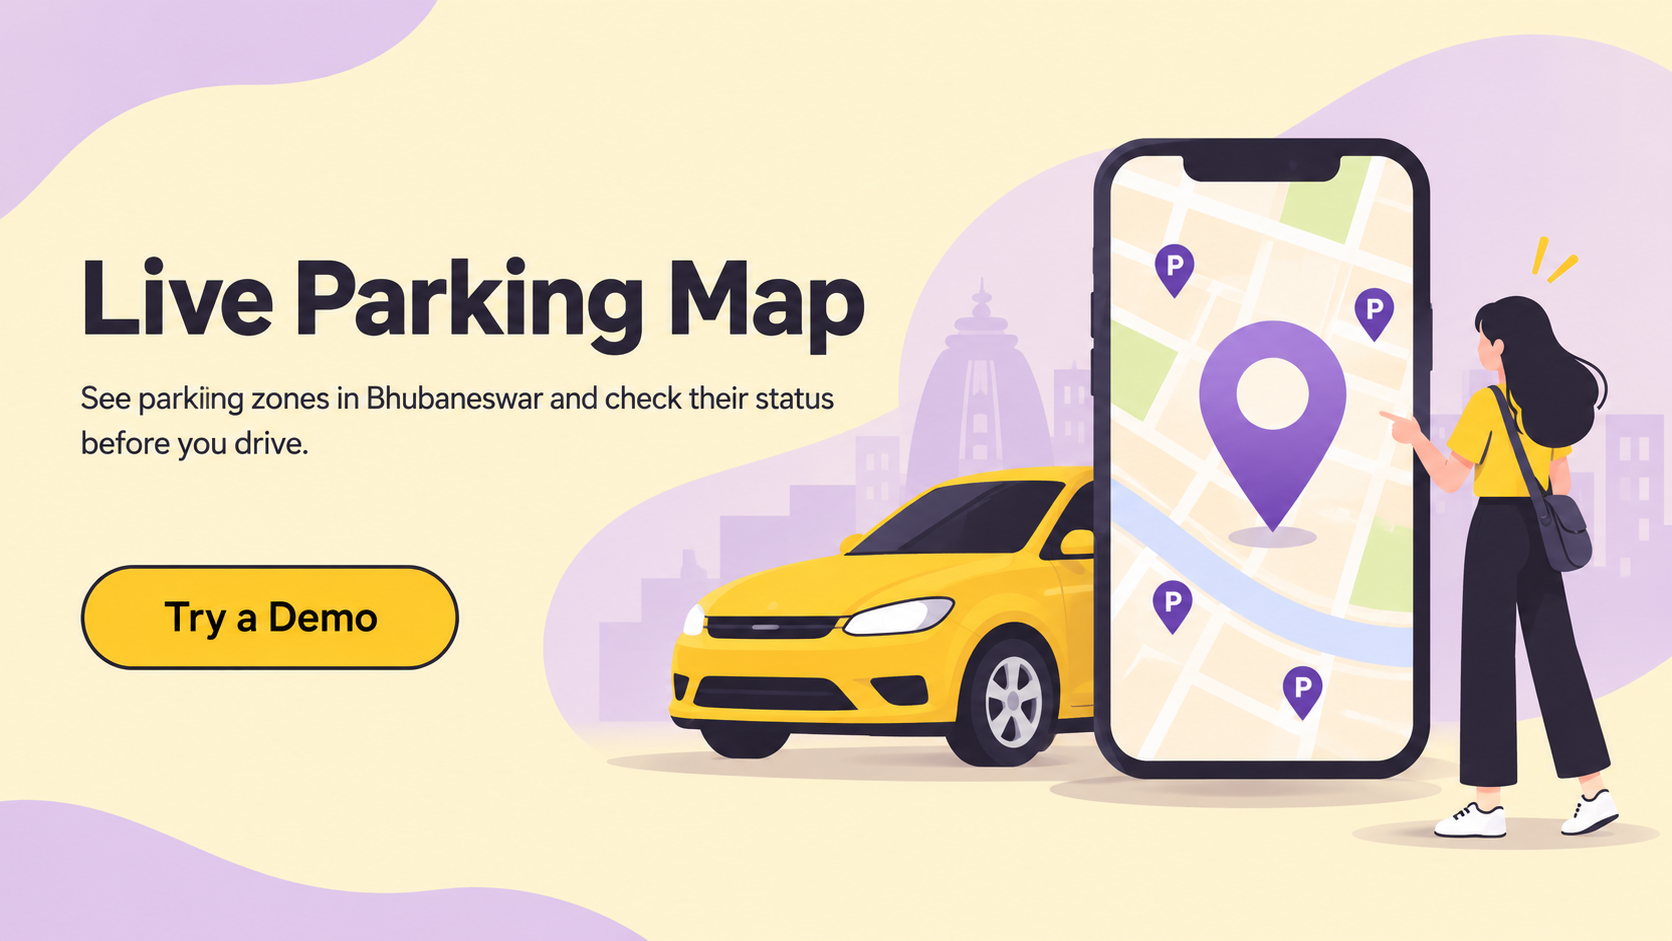 Live Parking Map
See parkiing zones in Bhubaneswar and check their status
before you drive.
Try a Demo
P
P
P
P